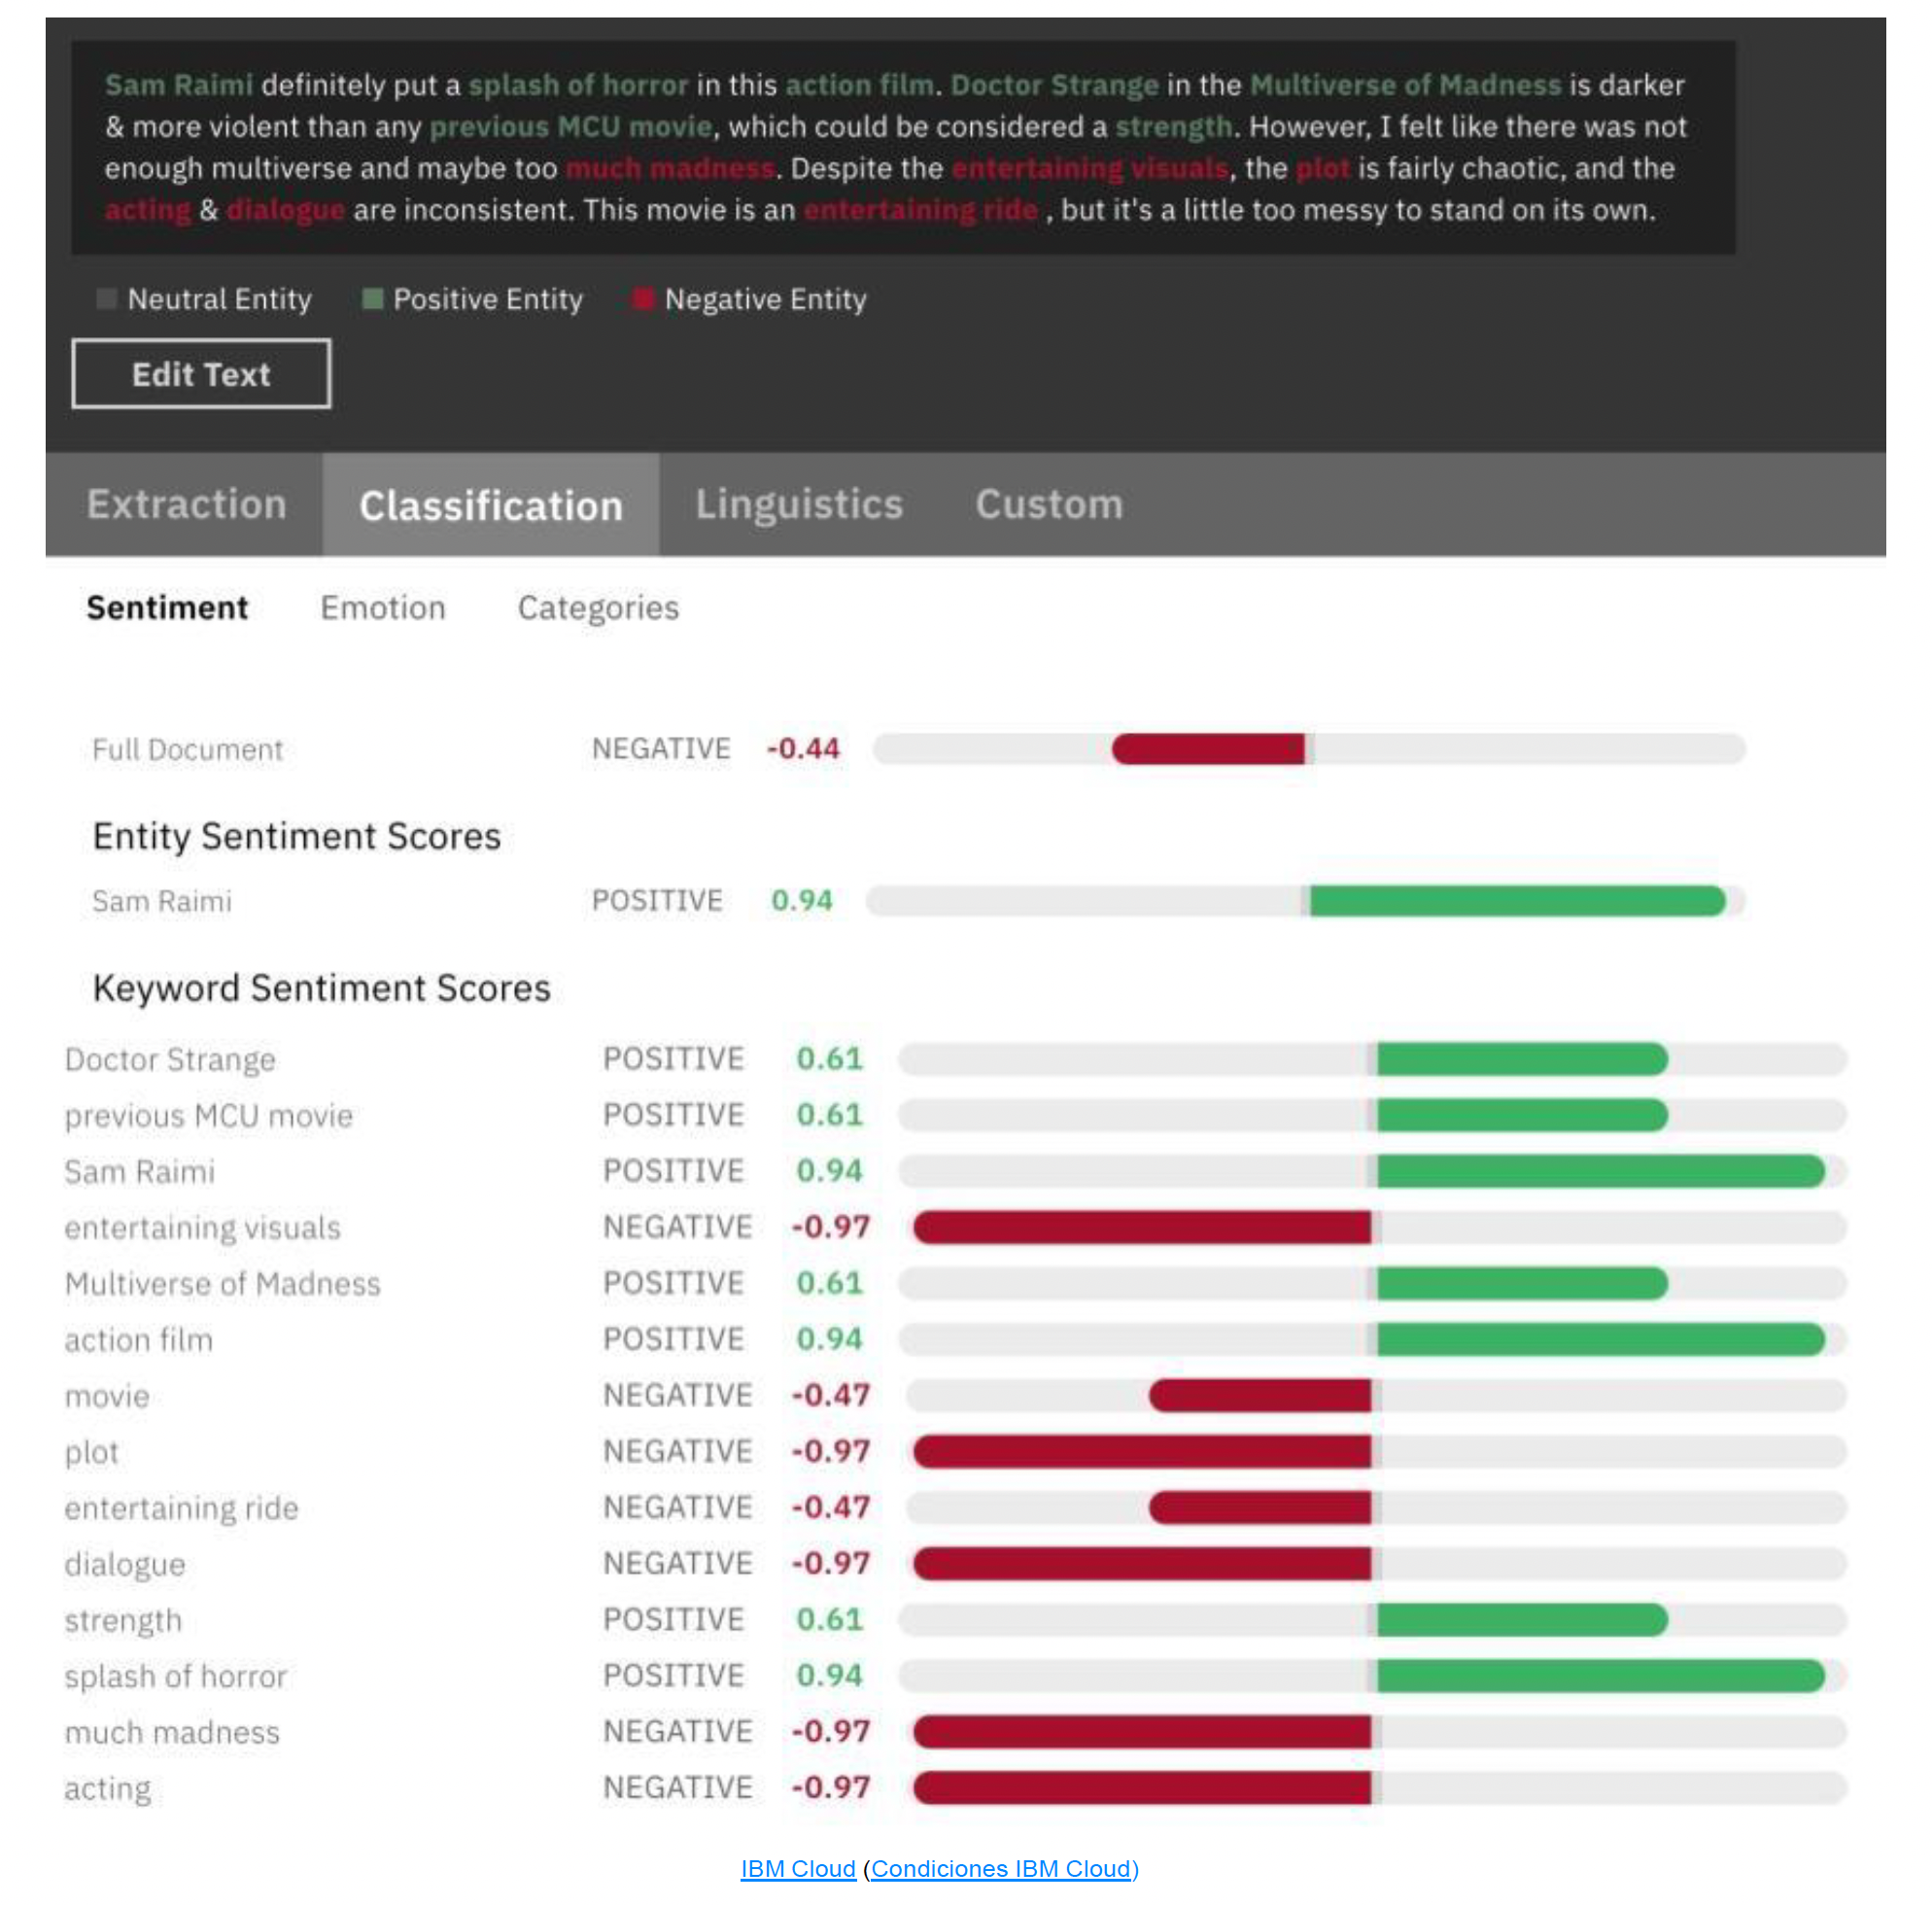 Sam Raimi definitely put a splash of horror in this action film. Doctor Strange in the Multiverse of Madness is darker
& more violent than any previous MCU movie, which could be considered a strength. However, I felt like there was not
enough multiverse and maybe too much madness. Despite the entertaining visuals, the plot is fairly chaotic, and the
acting & dialogue are inconsistent. This movie is an entertaining ride , but it's a little too messy to stand on its own.
Neutral Entity Positive Entity Negative Entity
Edit Text
Extraction Classification Linguistics Custom
Sentiment Emotion Categories
Full Document NEGATIVE -0.44
Entity Sentiment Scores
Sam Raimi POSITIVE 0.94
Keyword Sentiment Scores
Doctor Strange POSITIVE 0.61
previous MCU movie POSITIVE 0.61
Sam Raimi POSITIVE 0.94
entertaining visuals NEGATIVE -0.97
Multiverse of Madness POSITIVE 0.61
action film POSITIVE 0.94
movie NEGATIVE -0.47
plot NEGATIVE -0.97
entertaining ride NEGATIVE -0.47
dialogue NEGATIVE -0.97
strength POSITIVE 0.61
splash of horror POSITIVE 0.94
much madness NEGATIVE -0.97
acting NEGATIVE -0.97
IBM Cloud (Condiciones IBM Cloud)